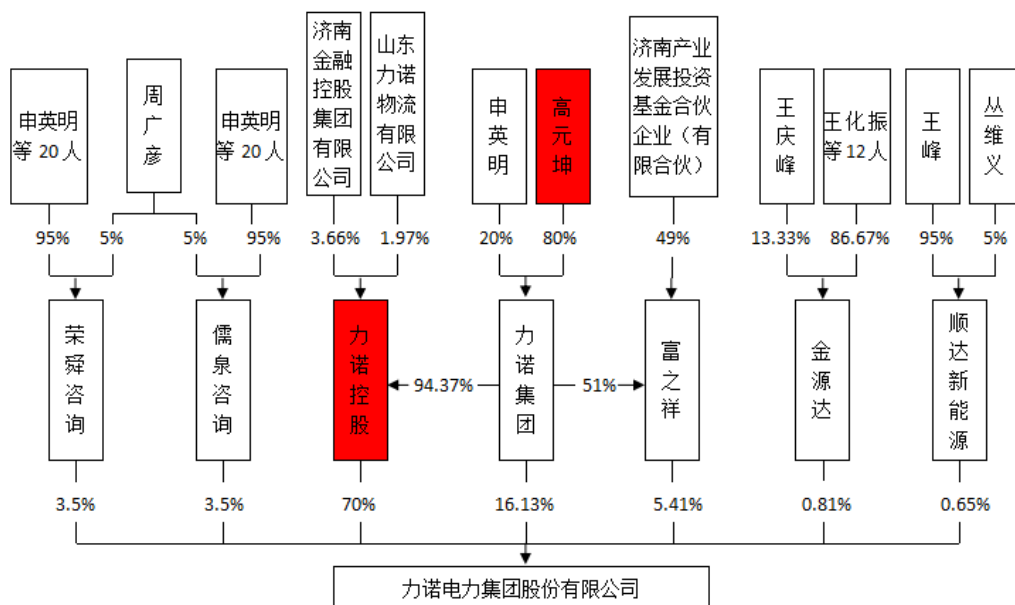 申英明
等 20 人
周
广
彦
申英明
等 20 人
济南
金融
控股
集团
有限
公司
山东
力诺
物流
有限
公司
申
英
明
高
元
坤
济南产业
发展投资
基金合伙
企业（有
限合伙）
王
庆
峰
王化振
等12人
王
峰
丛
维
义
95%
5%
5%
95%
3.66%
1.97%
20%
80%
49%
13.33%
86.67%
95%
5%
荣
舜
咨
询
儒
泉
咨
询
力
诺
控
股
94.37%
力
诺
集
团
51%
富
之
祥
金
源
达
顺
达
新
能
源
3.5%
3.5%
70%
16.13%
5.41%
0.81%
0.65%
力诺电力集团股份有限公司